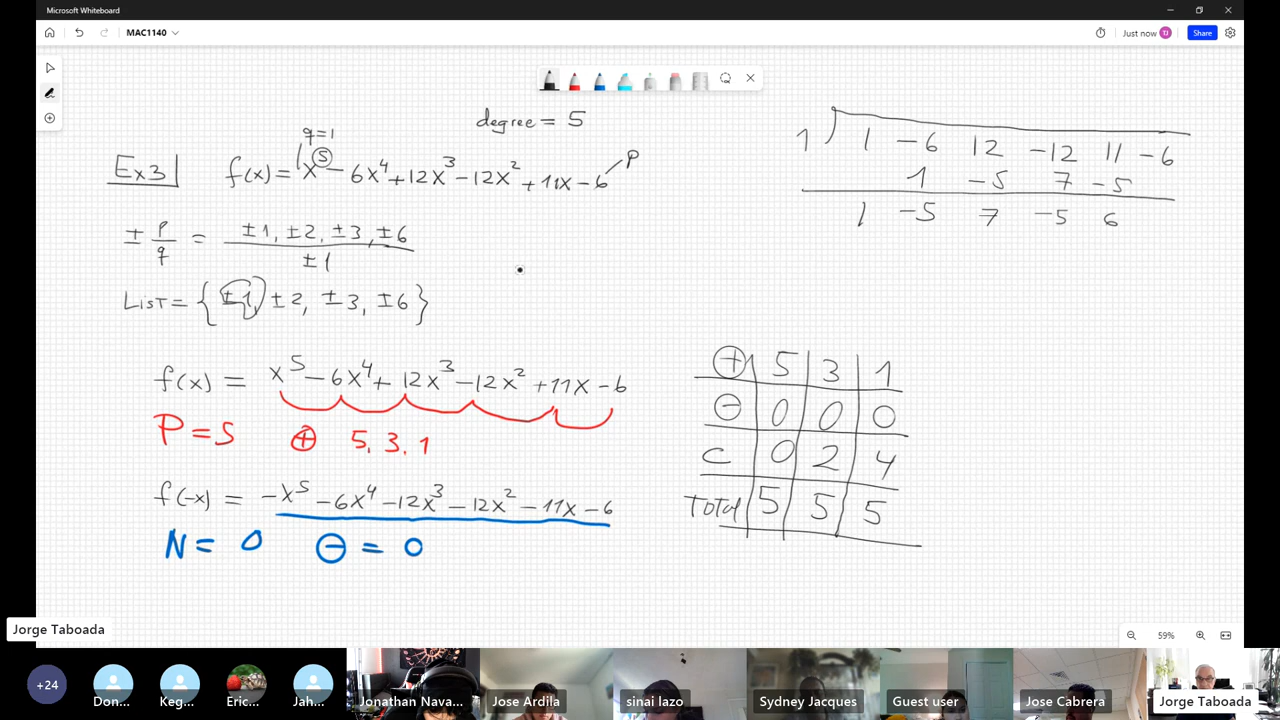 Microsoft Whiteboard
MAC1140
Just now TJ Share
degree = 5
q=1
Ex3 f(x) = 1x⁵ - 6x⁴ + 12x³ - 12x² + 11x - 6 P
± P/q = ±1, ±2, ±3, ±6 / ±1
LIST = { ±1, ±2, ±3, ±6 }
1 1 -6 12 -12 11 -6
1 -5 7 -5
1 -5 7 -5 6
f(x) = x⁵ - 6x⁴ + 12x³ - 12x² + 11x - 6
P = 5 ⊕ 5, 3, 1
f(-x) = -x⁵ - 6x⁴ - 12x³ - 12x² - 11x - 6
N = 0 ⊖ = 0
⊕ 5 3 1
⊖ 0 0 0
C 0 2 4
Total 5 5 5
Jorge Taboada
59%
+24
Don...
Keg...
Eric...
Jah...
Jonathan Nava...
Jose Ardila
sinai lazo
Sydney Jacques
Guest user
Jose Cabrera
Jorge Taboada